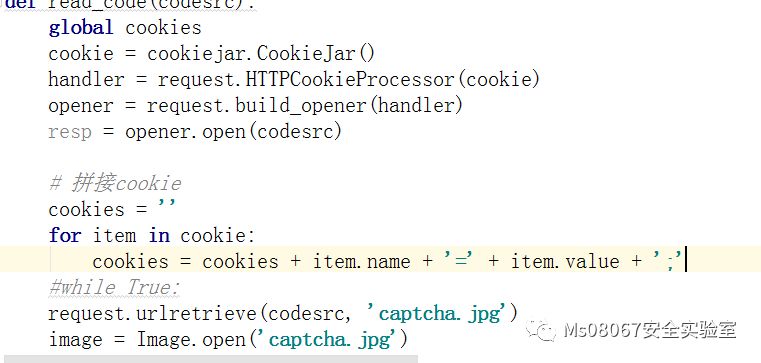 def read_code(codesrc):
    global cookies
    cookie = cookiejar.CookieJar()
    handler = request.HTTPCookieProcessor(cookie)
    opener = request.build_opener(handler)
    resp = opener.open(codesrc)
    # 拼接cookie
    cookies = ''
    for item in cookie:
        cookies = cookies + item.name + '=' + item.value + ';'
    #while True:
    request.urlretrieve(codesrc, 'captcha.jpg')
    image = Image.open('captcha.jpg')
Ms08067安全实验室